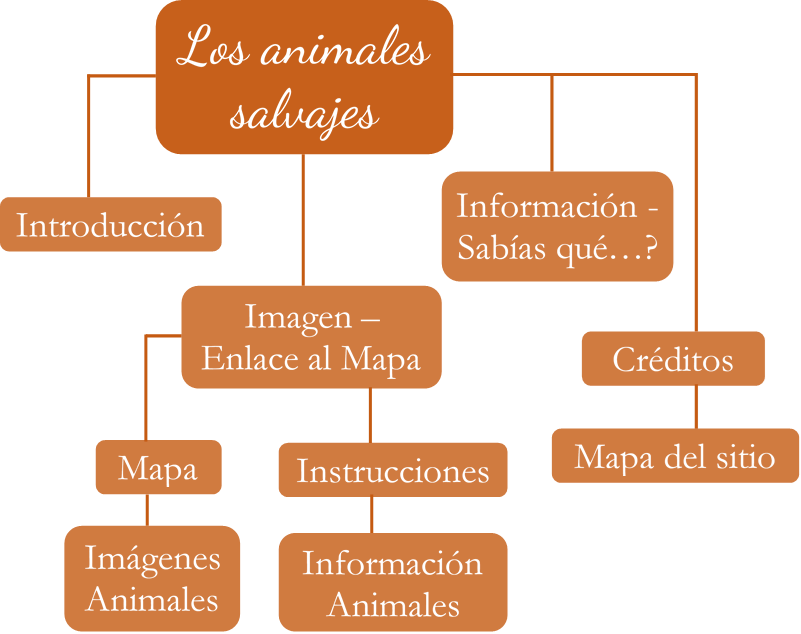 Los animales
salvajes
Introducción
Información -
Sabías qué…?
Imagen –
Enlace al Mapa
Créditos
Mapa
Instrucciones
Mapa del sitio
Imágenes
Animales
Información
Animales